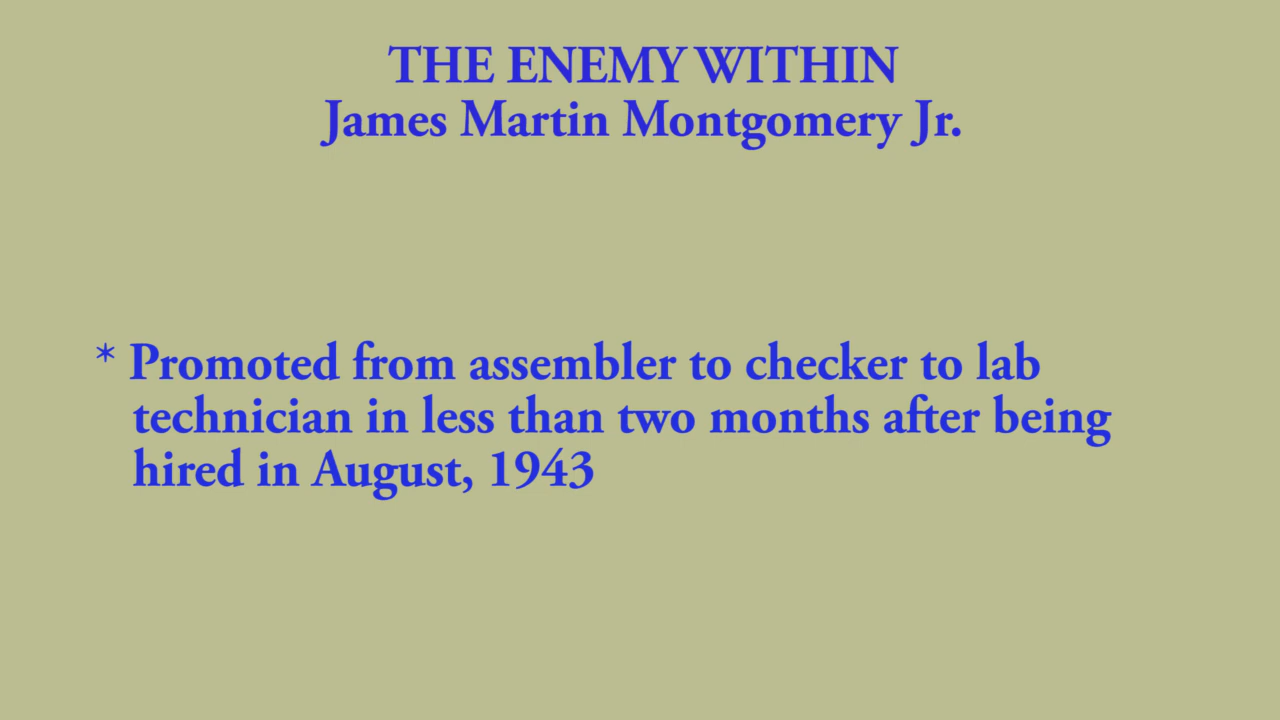 THE ENEMY WITHIN
James Martin Montgomery Jr.
* Promoted from assembler to checker to lab
technician in less than two months after being
hired in August, 1943